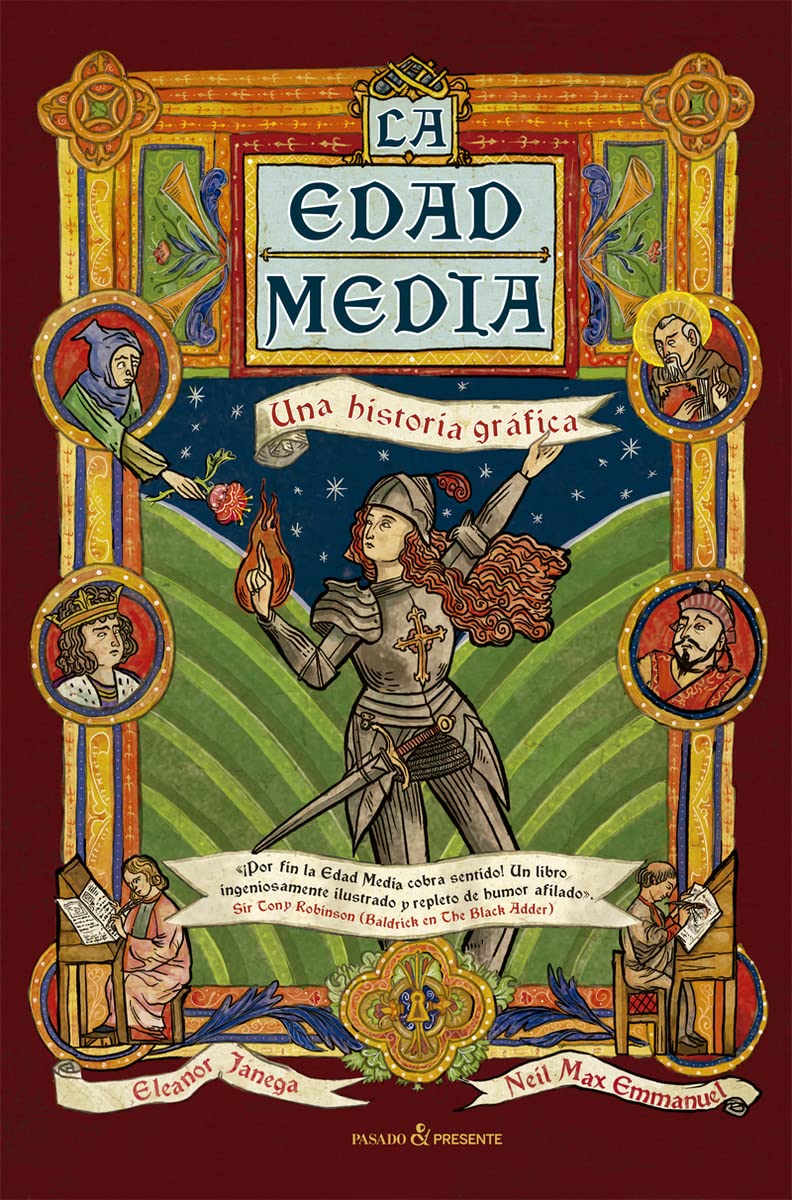 LA
EDAD
MEDIA
Una historia gráfica
«¡Por fin la Edad Media cobra sentido! Un libro
ingeniosamente ilustrado y repleto de humor afilado».
Sir Tony Robinson (Baldrick en The Black Adder)
Eleanor Janega
Neil Max Emmanuel
PASADO & PRESENTE